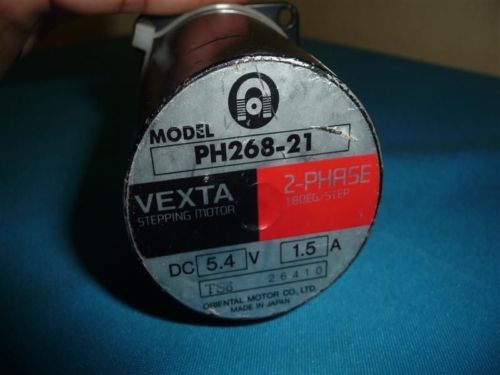 MODEL
PH268-21
VEXTA
STEPPING MOTOR
2-PHASE
1.8DEG/STEP
DC 5.4 V 1.5 A
TS6 26410
ORIENTAL MOTOR CO., LTD.
MADE IN JAPAN